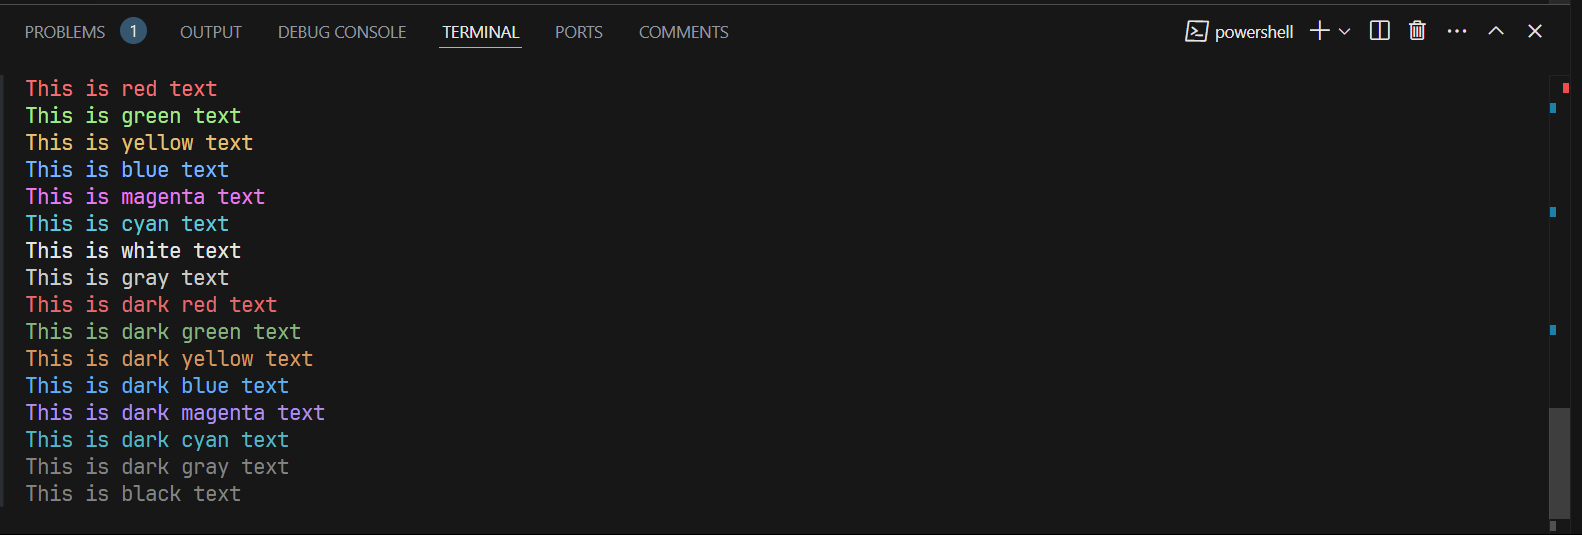 PROBLEMS 1 OUTPUT DEBUG CONSOLE TERMINAL PORTS COMMENTS powershell
This is red text
This is green text
This is yellow text
This is blue text
This is magenta text
This is cyan text
This is white text
This is gray text
This is dark red text
This is dark green text
This is dark yellow text
This is dark blue text
This is dark magenta text
This is dark cyan text
This is dark gray text
This is black text